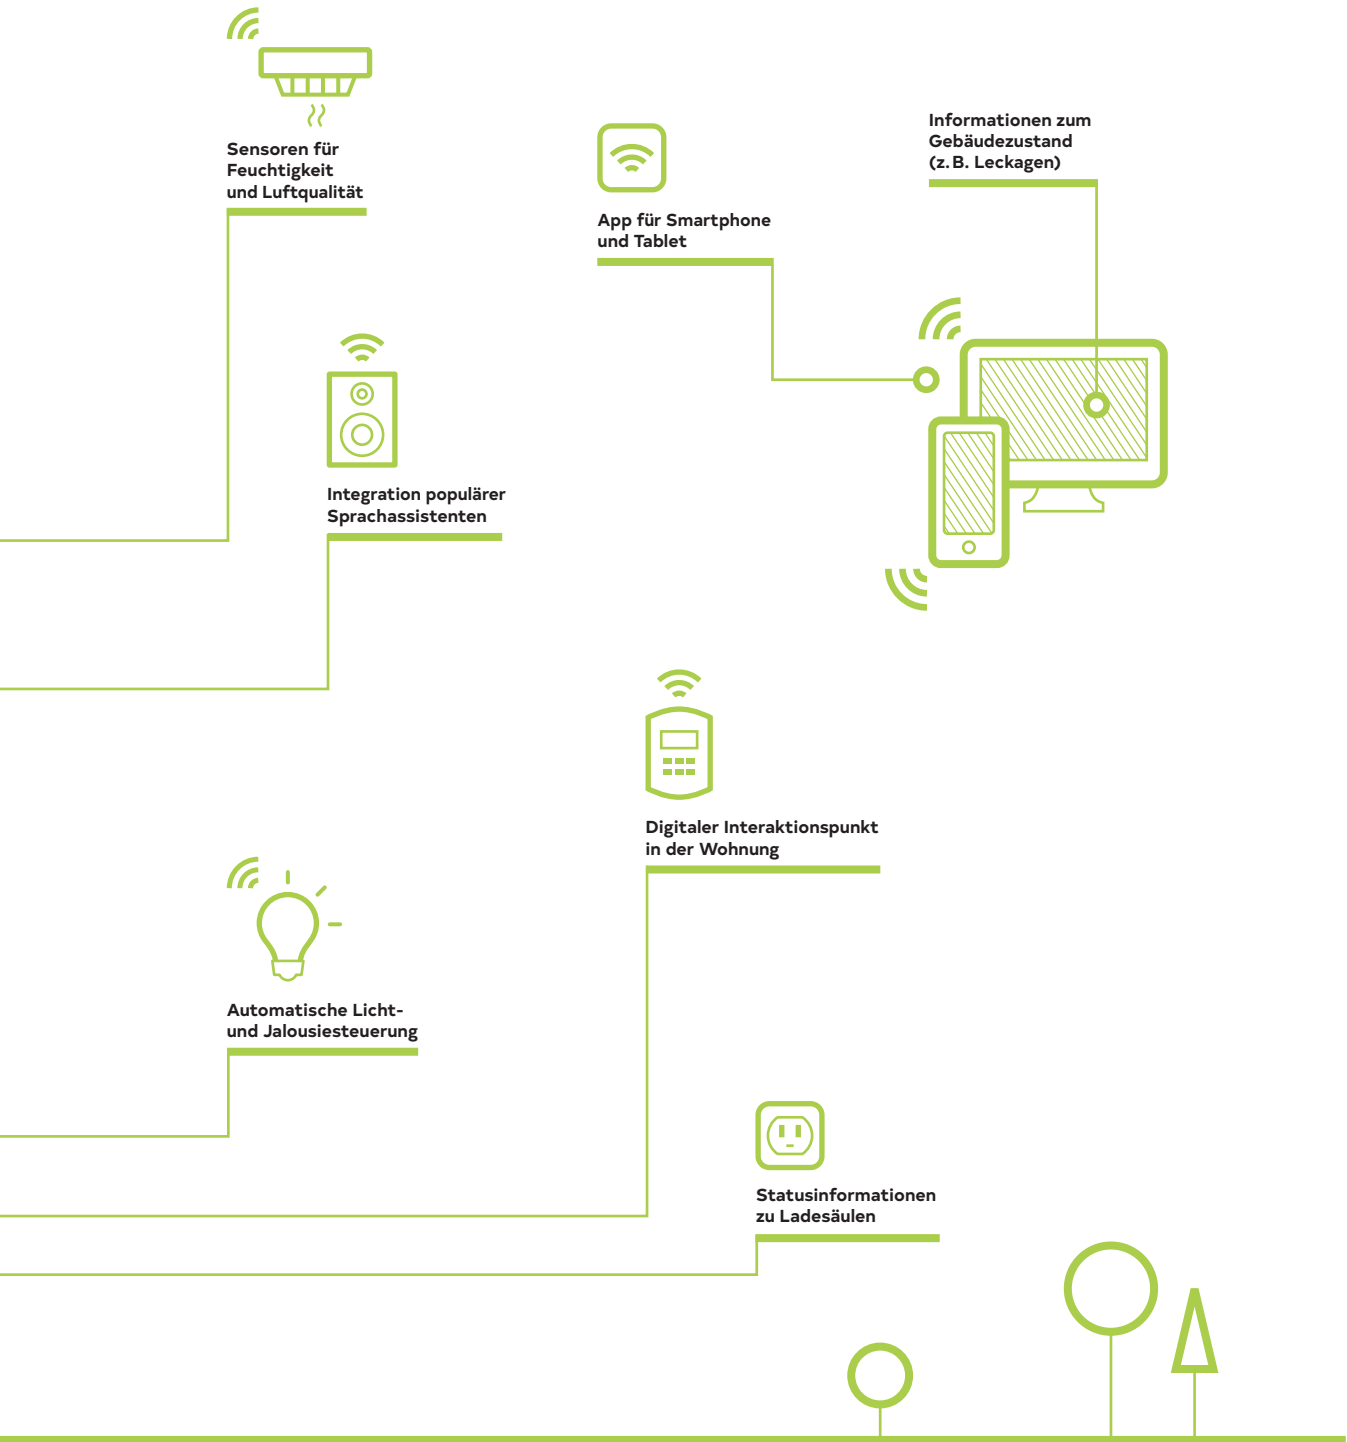 Sensoren für
Feuchtigkeit
und Luftqualität
App für Smartphone
und Tablet
Informationen zum
Gebäudezustand
(z. B. Leckagen)
Integration populärer
Sprachassistenten
Digitaler Interaktionspunkt
in der Wohnung
Automatische Licht-
und Jalousiesteuerung
Statusinformationen
zu Ladesäulen